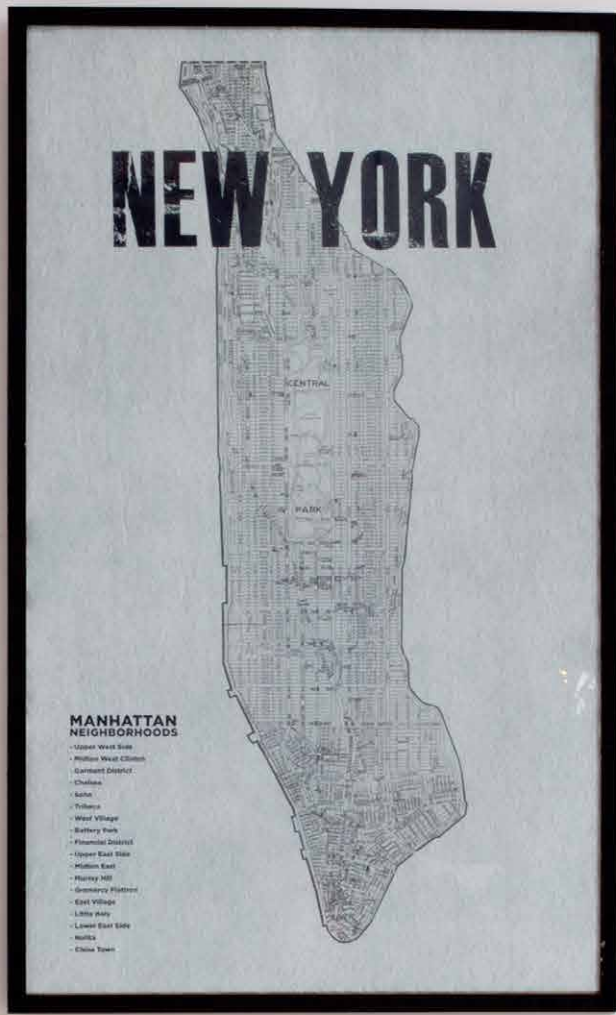 NEW YORK
CENTRAL
PARK
MANHATTAN
NEIGHBORHOODS
- Upper West Side
- Midtwn West Clinton
- Garment District
- Chelsea
- Soho
- Tribeca
- West Village
- Battery Park
- Financial District
- Upper East Side
- Midtwn East
- Murray Hill
- Gramercy Flatiron
- East Village
- Little Italy
- Lower East Side
- Nolita
- China Town